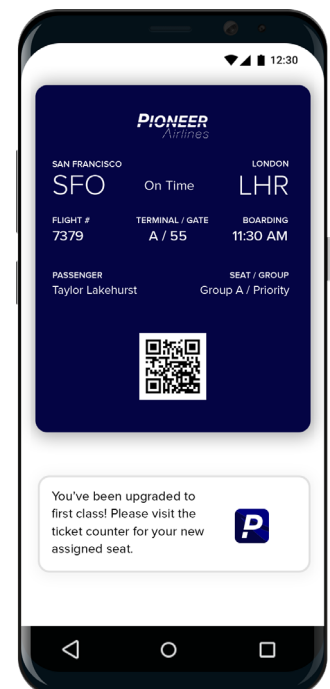 12:30
PIONEER
Airlines
SAN FRANCISCO LONDON
SFO On Time LHR
FLIGHT # TERMINAL / GATE BOARDING
7379 A / 55 11:30 AM
PASSENGER SEAT / GROUP
Taylor Lakehurst Group A / Priority
You've been upgraded to
first class! Please visit the
ticket counter for your new
assigned seat.
P